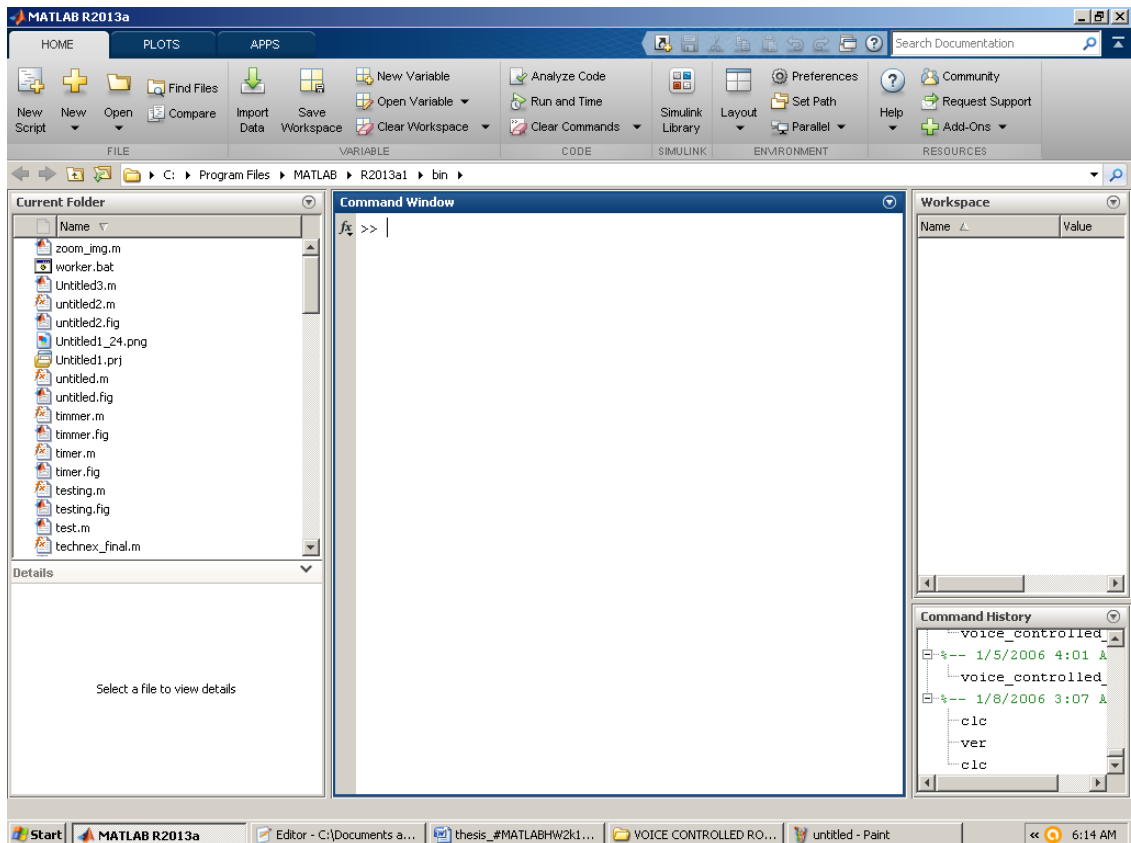 MATLAB R2013a
HOME PLOTS APPS
Search Documentation
New Script
New
Open
Find Files
Compare
Import Data
Save Workspace
New Variable
Open Variable
Clear Workspace
Analyze Code
Run and Time
Clear Commands
Simulink Library
Layout
Preferences
Set Path
Parallel
Help
Community
Request Support
Add-Ons
FILE VARIABLE CODE SIMULINK ENVIRONMENT RESOURCES
C: Program Files MATLAB R2013a1 bin
Current Folder
Name
zoom_img.m
worker.bat
Untitled3.m
untitled2.m
untitled2.fig
Untitled1_24.png
Untitled1.prj
untitled.m
untitled.fig
timmer.m
timmer.fig
timer.m
timer.fig
testing.m
testing.fig
test.m
technex_final.m
Details
Select a file to view details
Command Window
fx >>
Workspace
Name Value
Command History
voice_controlled_
%-- 1/5/2006 4:01 A
voice_controlled_
%-- 1/8/2006 3:07 A
clc
ver
clc
Start MATLAB R2013a Editor - C:\Documents a... thesis_#MATLABHW2k1... VOICE CONTROLLED RO... untitled - Paint « 6:14 AM